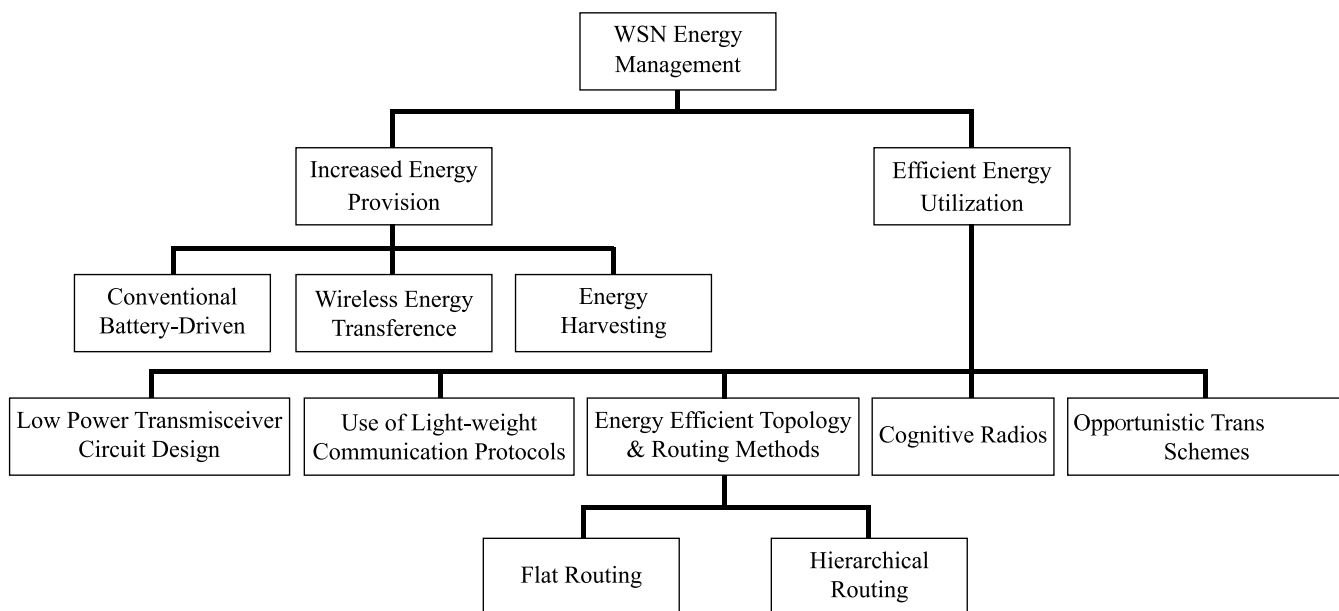 WSN Energy
Management
Increased Energy
Provision
Efficient Energy
Utilization
Conventional
Battery-Driven
Wireless Energy
Transference
Energy
Harvesting
Low Power Transmisceiver
Circuit Design
Use of Light-weight
Communication Protocols
Energy Efficient Topology
& Routing Methods
Cognitive Radios
Opportunistic Trans
Schemes
Flat Routing
Hierarchical
Routing